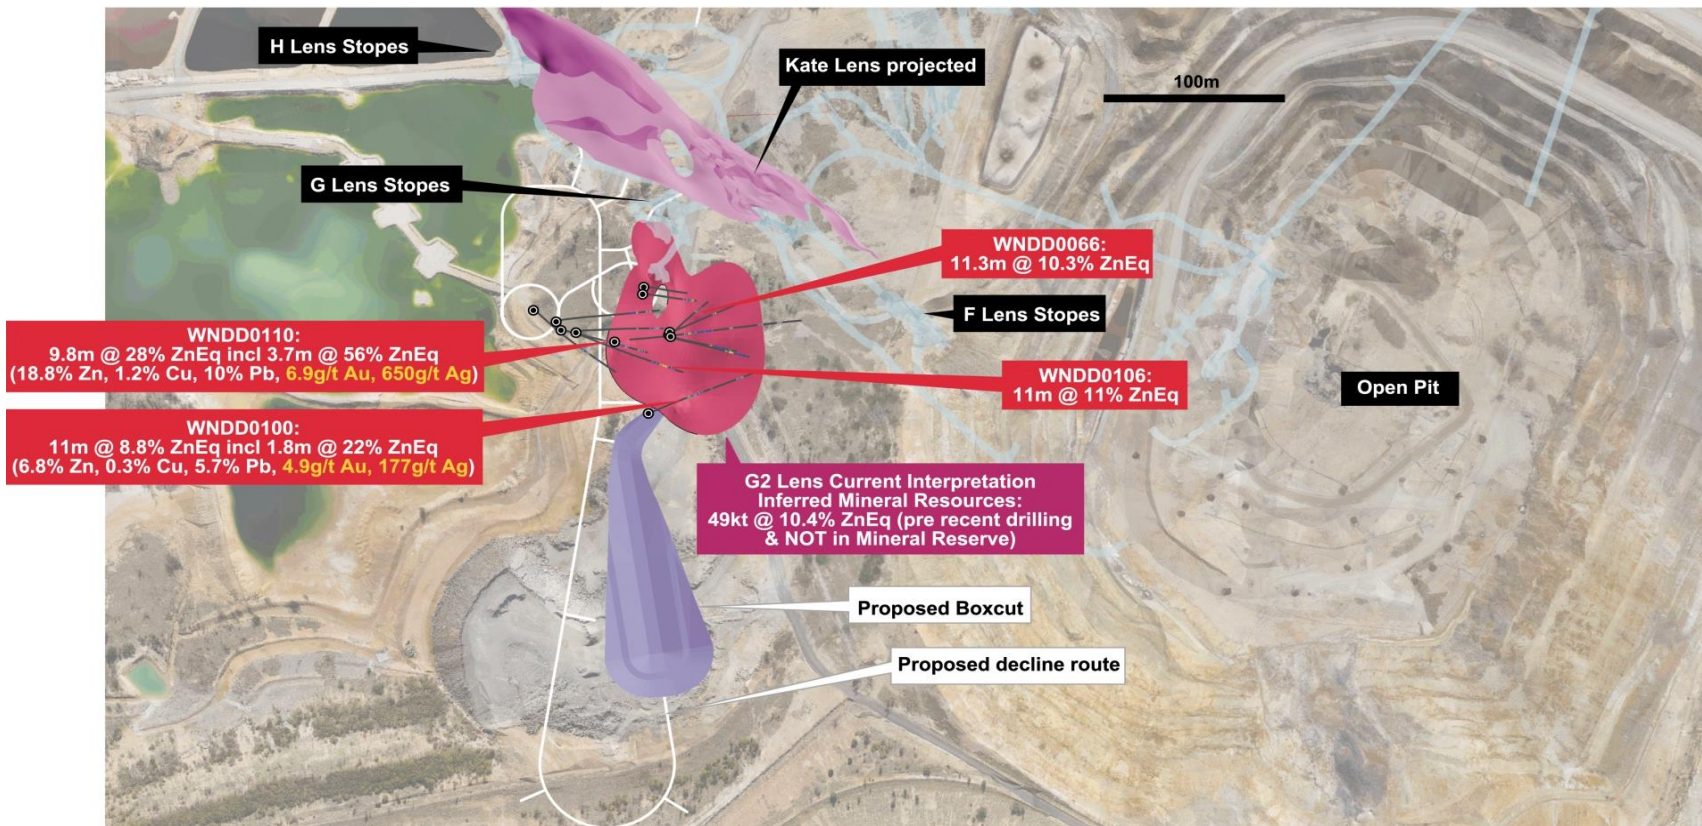 H Lens Stopes
Kate Lens projected
100m
G Lens Stopes
WNDD0066:
11.3m @ 10.3% ZnEq
F Lens Stopes
WNDD0110:
9.8m @ 28% ZnEq incl 3.7m @ 56% ZnEq
(18.8% Zn, 1.2% Cu, 10% Pb, 6.9g/t Au, 650g/t Ag)
WNDD0106:
11m @ 11% ZnEq
Open Pit
WNDD0100:
11m @ 8.8% ZnEq incl 1.8m @ 22% ZnEq
(6.8% Zn, 0.3% Cu, 5.7% Pb, 4.9g/t Au, 177g/t Ag)
G2 Lens Current Interpretation
Inferred Mineral Resources:
49kt @ 10.4% ZnEq (pre recent drilling
& NOT in Mineral Reserve)
Proposed Boxcut
Proposed decline route